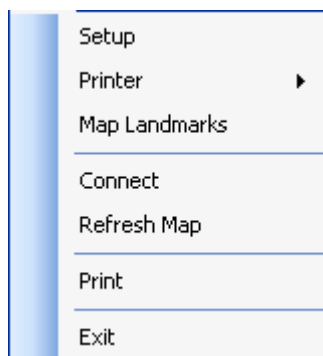 Setup
Printer
Map Landmarks
Connect
Refresh Map
Print
Exit